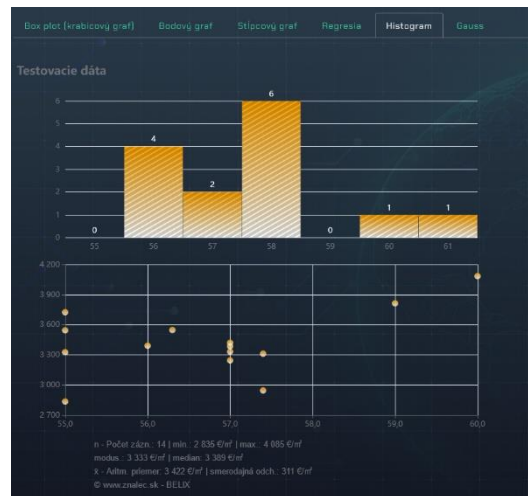 Box plot (krabicový graf) Bodový graf Stĺpcový graf Regresia Histogram Gauss
Testovacie dáta
6
6
5
4
4
3
2
2
1
1
1
0
0
0
55 56 57 58 59 60 61
4 200
3 900
3 600
3 300
3 000
2 700
55,0 56,0 57,0 58,0 59,0 60,0
n - Počet zázn.: 14 | min.: 2 835 €/m² | max.: 4 085 €/m²
modus.: 3 333 €/m² | median: 3 389 €/m²
x̄ - Aritm. priemer: 3 422 €/m² | smerodajná odch.: 311 €/m²
© www.znalec.sk - BELIX